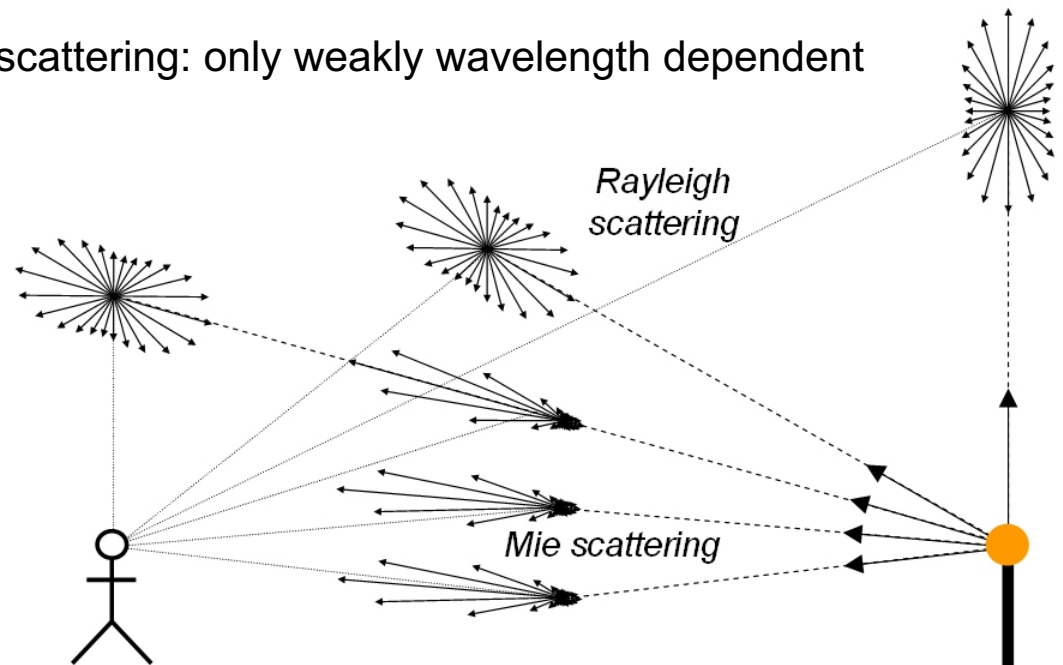 scattering: only weakly wavelength dependent
Rayleigh
scattering
Mie scattering